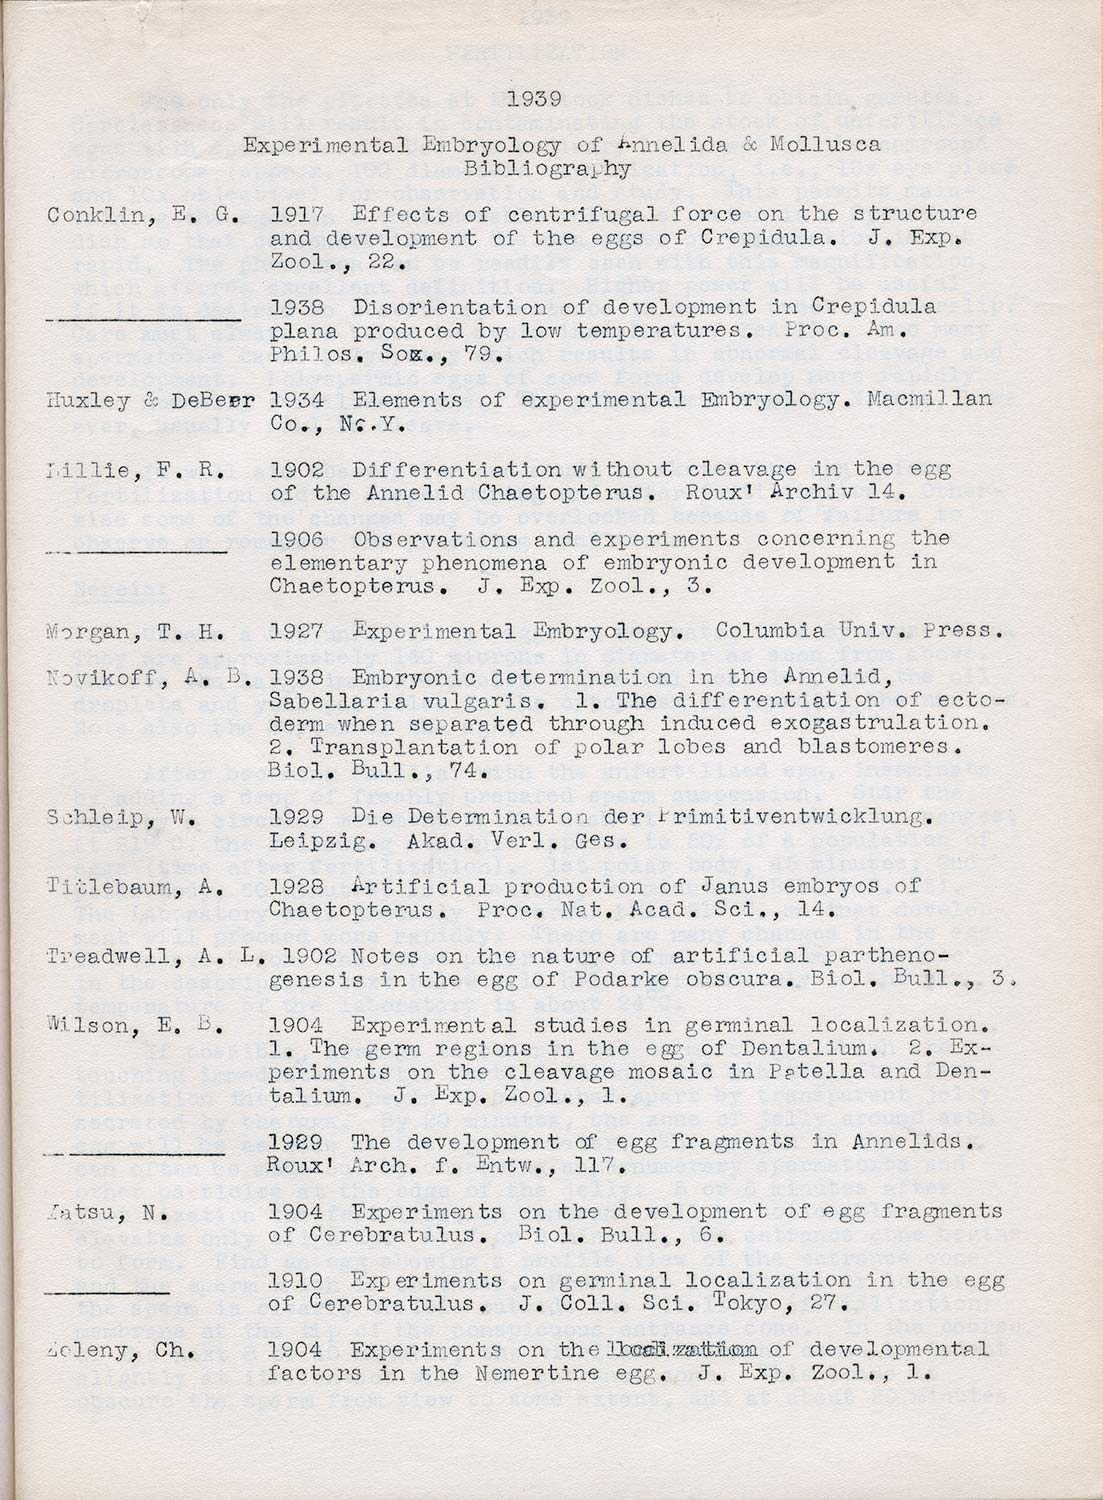 1939
Experimental Embryology of Annelida & Mollusca
Bibliography
Conklin, E. G. 1917 Effects of centrifugal force on the structure
and development of the eggs of Crepidula. J. Exp.
Zool., 22.
______________ 1938 Disorientation of development in Crepidula
plana produced by low temperatures. Proc. Am.
Philos. Soc., 79.
Huxley & DeBeer 1934 Elements of experimental Embryology. Macmillan
Co., N.Y.
Lillie, F. R. 1902 Differentiation without cleavage in the egg
of the Annelid Chaetopterus. Roux' Archiv 14.
_____________ 1906 Observations and experiments concerning the
elementary phenomena of embryonic development in
Chaetopterus. J. Exp. Zool., 3.
Morgan, T. H. 1927 Experimental Embryology. Columbia Univ. Press.
Novikoff, A. B. 1938 Embryonic determination in the Annelid,
Sabellaria vulgaris. 1. The differentiation of ecto-
derm when separated through induced exogastrulation.
2. Transplantation of polar lobes and blastomeres.
Biol. Bull., 74.
Schleip, W. 1929 Die Determination der Primitiventwicklung.
Leipzig. Akad. Verl. Ges.
Titlebaum, A. 1928 Artificial production of Janus embryos of
Chaetopterus. Proc. Nat. Acad. Sci., 14.
Treadwell, A. L. 1902 Notes on the nature of artificial partheno-
genesis in the egg of Podarke obscura. Biol. Bull., 3.
Wilson, E. B. 1904 Experimental studies in germinal localization.
1. The germ regions in the egg of Dentalium. 2. Ex-
periments on the cleavage mosaic in Patella and Den-
talium. J. Exp. Zool., 1.
_____________ 1929 The development of egg fragments in Annelids.
Roux' Arch. f. Entw., 117.
Yatsu, N. 1904 Experiments on the development of egg fragments
of Cerebratulus. Biol. Bull., 6.
_________ 1910 Experiments on germinal localization in the egg
of Cerebratulus. J. Coll. Sci. Tokyo, 27.
Zeleny, Ch. 1904 Experiments on the localization of developmental
factors in the Nemertine egg. J. Exp. Zool., 1.